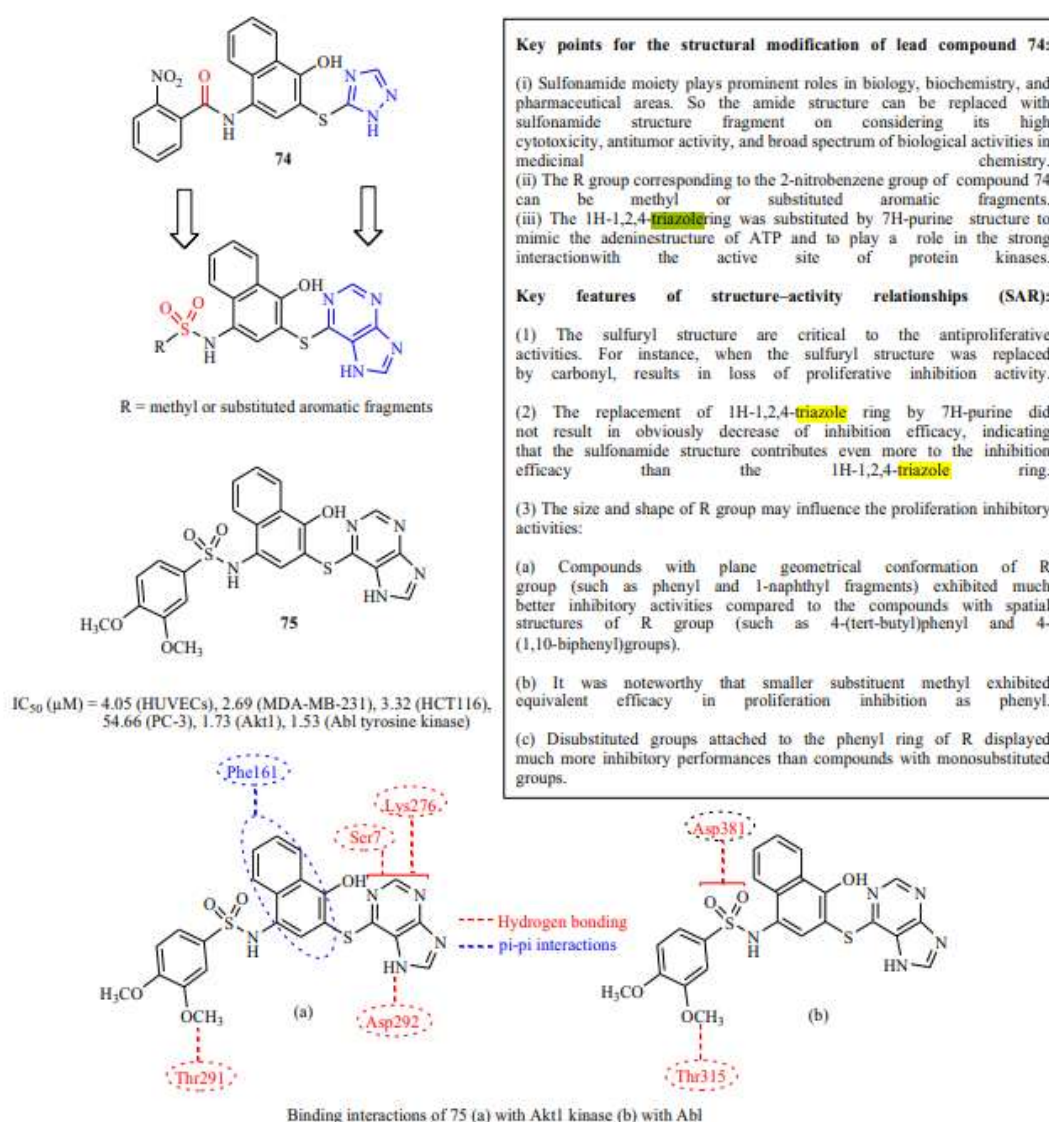 NO2
O
N
H
OH
S
N
N
N
H
74
O
O
S
R
N
H
OH
S
N
N
N
HN
R = methyl or substituted aromatic fragments
O
O
S
N
H
OH
S
N
N
N
HN
H3CO
OCH3
75
IC50 (µM) = 4.05 (HUVECs), 2.69 (MDA-MB-231), 3.32 (HCT116),
54.66 (PC-3), 1.73 (Akt1), 1.53 (Abl tyrosine kinase)
Key points for the structural modification of lead compound 74:
(i) Sulfonamide moiety plays prominent roles in biology, biochemistry, and
pharmaceutical areas. So the amide structure can be replaced with
sulfonamide structure fragment on considering its high
cytotoxicity, antitumor activity, and broad spectrum of biological activities in
medicinal chemistry.
(ii) The R group corresponding to the 2-nitrobenzene group of compound 74
can be methyl or substituted aromatic fragments.
(iii) The 1H-1,2,4-triazolering was substituted by 7H-purine structure to
mimic the adeninestructure of ATP and to play a role in the strong
interactionwith the active site of protein kinases.
Key features of structure–activity relationships (SAR):
(1) The sulfuryl structure are critical to the antiproliferative
activities. For instance, when the sulfuryl structure was replaced
by carbonyl, results in loss of proliferative inhibition activity.
(2) The replacement of 1H-1,2,4-triazole ring by 7H-purine did
not result in obviously decrease of inhibition efficacy, indicating
that the sulfonamide structure contributes even more to the inhibition
efficacy than the 1H-1,2,4-triazole ring.
(3) The size and shape of R group may influence the proliferation inhibitory
activities:
(a) Compounds with plane geometrical conformation of R
group (such as phenyl and 1-naphthyl fragments) exhibited much
better inhibitory activities compared to the compounds with spatial
structures of R group (such as 4-(tert-butyl)phenyl and 4-
(1,10-biphenyl)groups).
(b) It was noteworthy that smaller substituent methyl exhibited
equivalent efficacy in proliferation inhibition as phenyl.
(c) Disubstituted groups attached to the phenyl ring of R displayed
much more inhibitory performances than compounds with monosubstituted
groups.
Phe161
Lys276
Ser7
O
O
S
N
H
OH
S
N
N
N
HN
H3CO
OCH3
(a)
Asp292
Thr291
Hydrogen bonding
pi-pi interactions
Asp381
O
O
S
N
H
OH
S
N
N
N
HN
H3CO
OCH3
(b)
Thr315
Binding interactions of 75 (a) with Akt1 kinase (b) with Abl